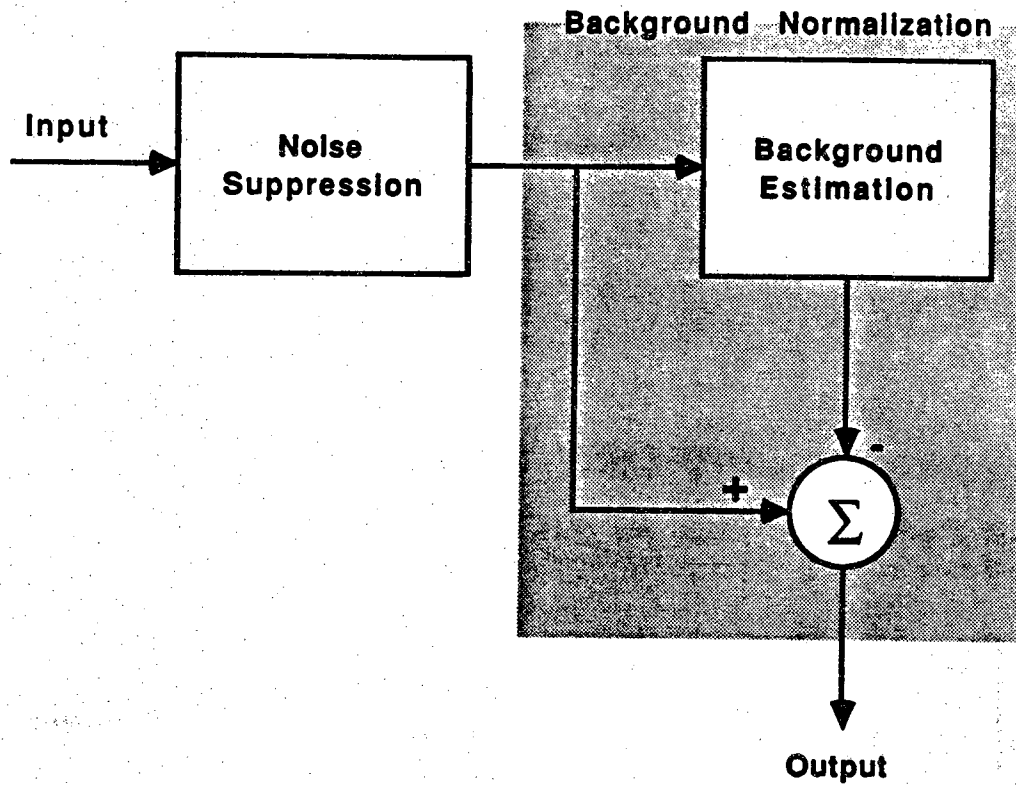 Background Normalization
Input
Noise
Suppression
Background
Estimation
-
+
Σ
Output